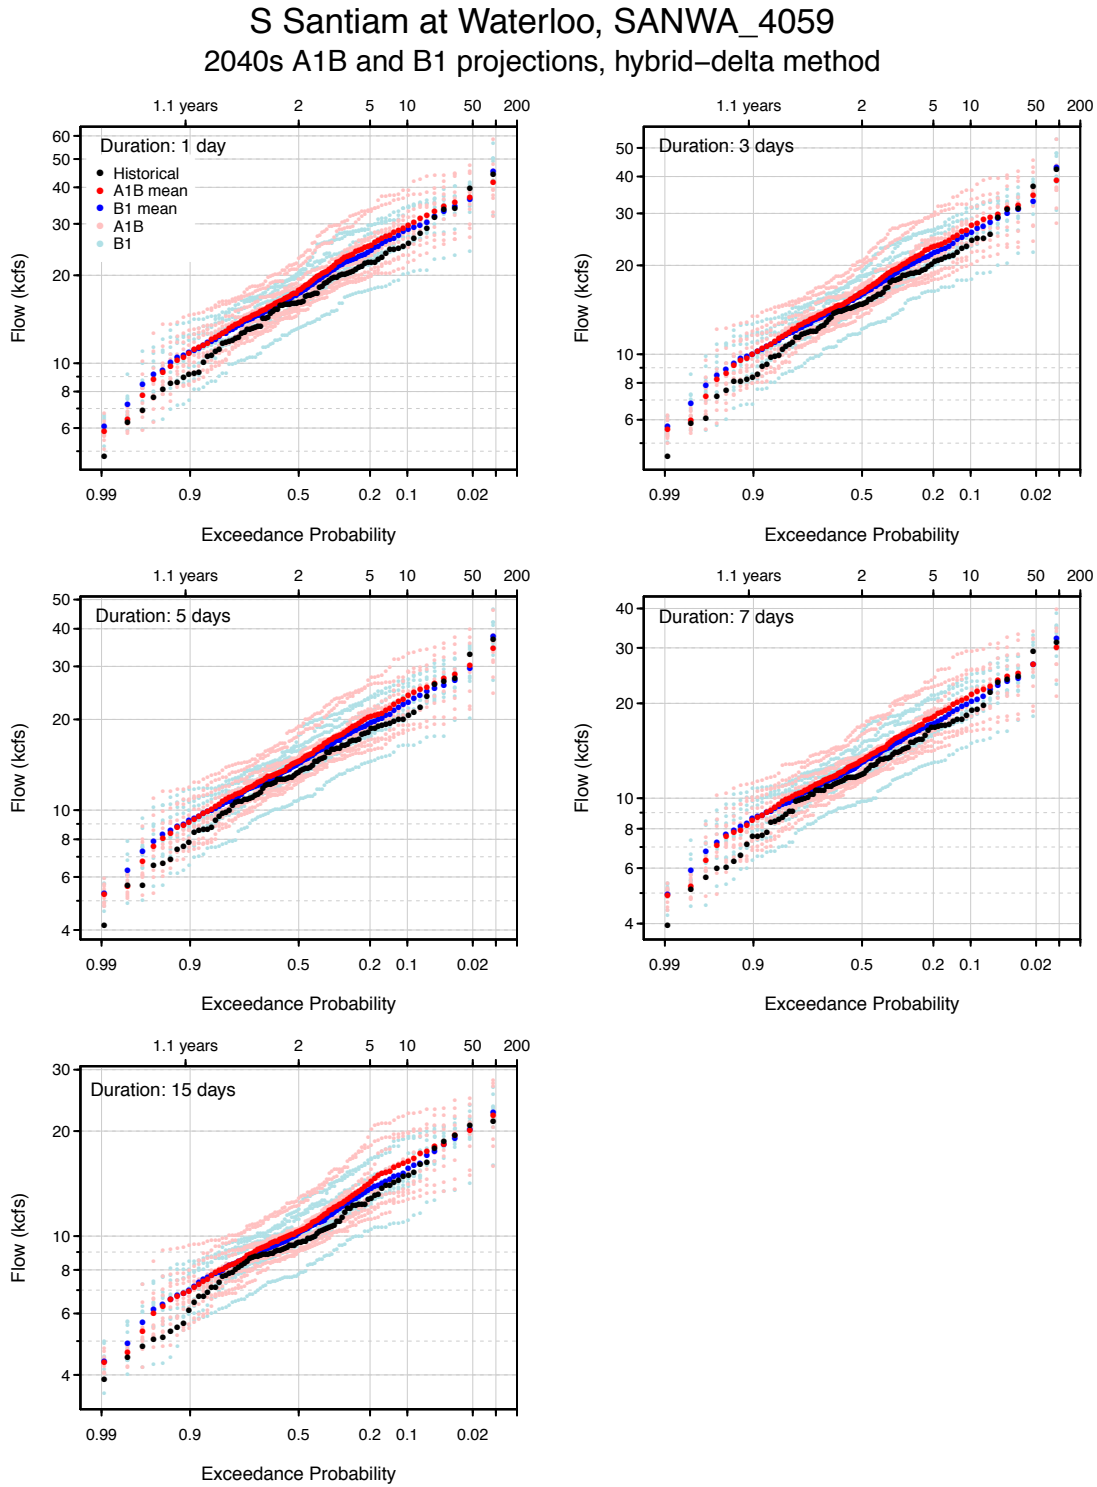 S Santiam at Waterloo, SANWA_4059
2040s A1B and B1 projections, hybrid−delta method
1.1 years 2 5 10 50 200
Duration: 1 day
Historical
A1B mean
B1 mean
A1B
B1
60
50
40
30
20
10
8
6
Flow (kcfs)
0.99 0.9 0.5 0.2 0.1 0.02
Exceedance Probability
1.1 years 2 5 10 50 200
Duration: 3 days
50
40
30
20
10
8
6
Flow (kcfs)
0.99 0.9 0.5 0.2 0.1 0.02
Exceedance Probability
1.1 years 2 5 10 50 200
Duration: 5 days
50
40
30
20
10
8
6
4
Flow (kcfs)
0.99 0.9 0.5 0.2 0.1 0.02
Exceedance Probability
1.1 years 2 5 10 50 200
Duration: 7 days
40
30
20
10
8
6
4
Flow (kcfs)
0.99 0.9 0.5 0.2 0.1 0.02
Exceedance Probability
1.1 years 2 5 10 50 200
Duration: 15 days
30
20
10
8
6
4
Flow (kcfs)
0.99 0.9 0.5 0.2 0.1 0.02
Exceedance Probability